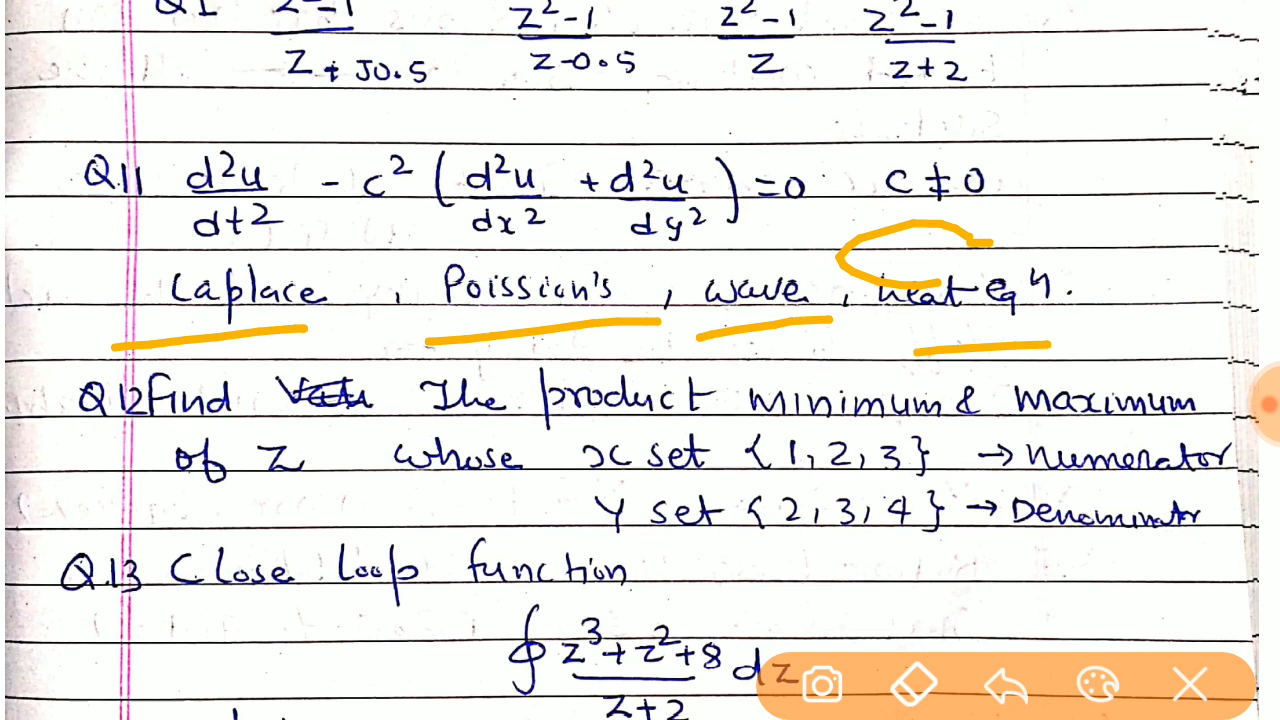 Q1 z²-1/z+J0.5 z²-1/z-0.5 z²-1/z z²-1/z+2
Q.11 d²u/dt2 - c² (d²u/dx² + d²u/dy²) = 0 c ≠ 0
Laplace, Poission's, wave, heat eqn.
Q12 find The product minimum & maximum
of z whose x set {1, 2, 3} → Numerator
Y set {2, 3, 4} → Denominator
Q.13 Close Loop function
∮ z³+z²+8/z+2 dz